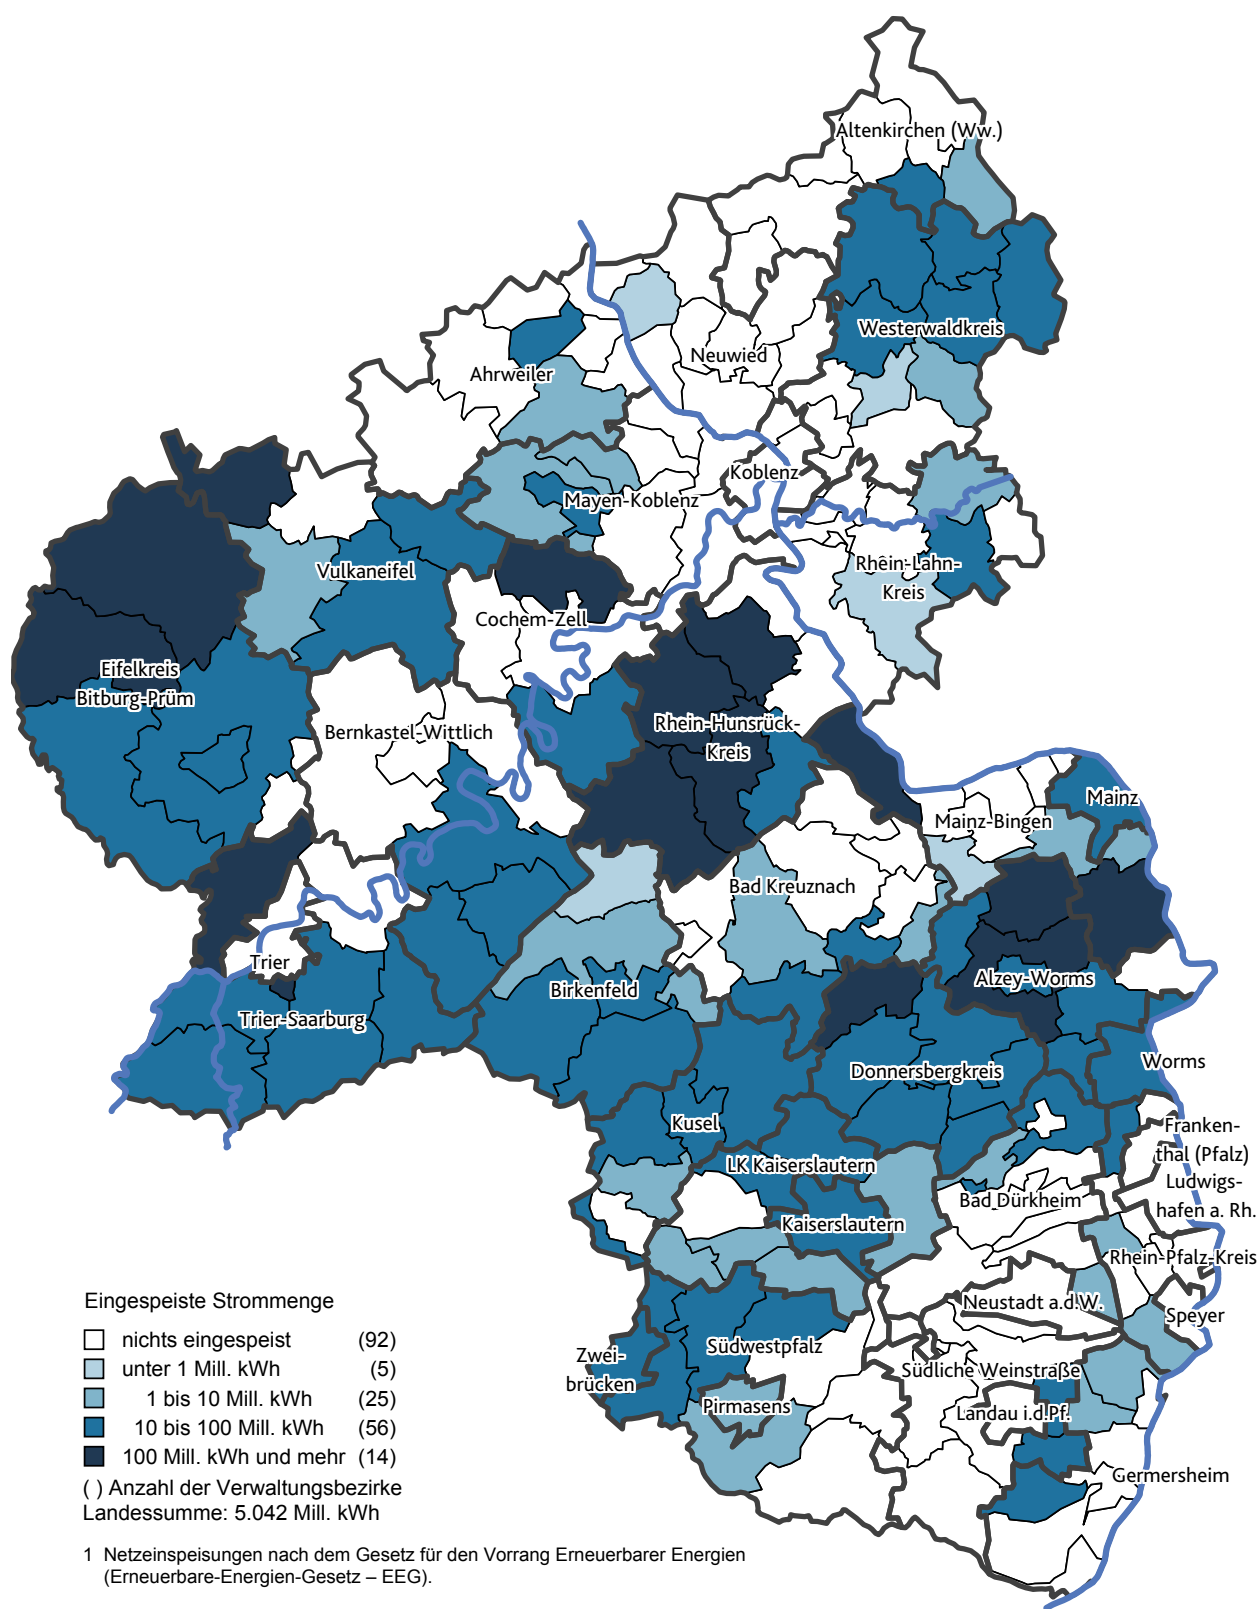 Altenkirchen (Ww.)
Westerwaldkreis
Neuwied
Ahrweiler
Koblenz
Mayen-Koblenz
Rhein-Lahn-
Kreis
Vulkaneifel
Cochem-Zell
Eifelkreis
Bitburg-Prüm
Bernkastel-Wittlich
Rhein-Hunsrück-
Kreis
Mainz
Mainz-Bingen
Bad Kreuznach
Trier
Birkenfeld
Alzey-Worms
Trier-Saarburg
Worms
Donnersbergkreis
Kusel
Franken-
thal (Pfalz)
LK Kaiserslautern
Ludwigs-
hafen a. Rh.
Bad Dürkheim
Kaiserslautern
Rhein-Pfalz-Kreis
Neustadt a.d.W.
Speyer
Südwestpfalz
Zwei-
brücken
Südliche Weinstraße
Pirmasens
Landau i.d.Pf.
Germersheim
Eingespeiste Strommenge
nichts eingespeist (92)
unter 1 Mill. kWh (5)
1 bis 10 Mill. kWh (25)
10 bis 100 Mill. kWh (56)
100 Mill. kWh und mehr (14)
( ) Anzahl der Verwaltungsbezirke
Landessumme: 5.042 Mill. kWh
1 Netzeinspeisungen nach dem Gesetz für den Vorrang Erneuerbarer Energien
(Erneuerbare-Energien-Gesetz – EEG).